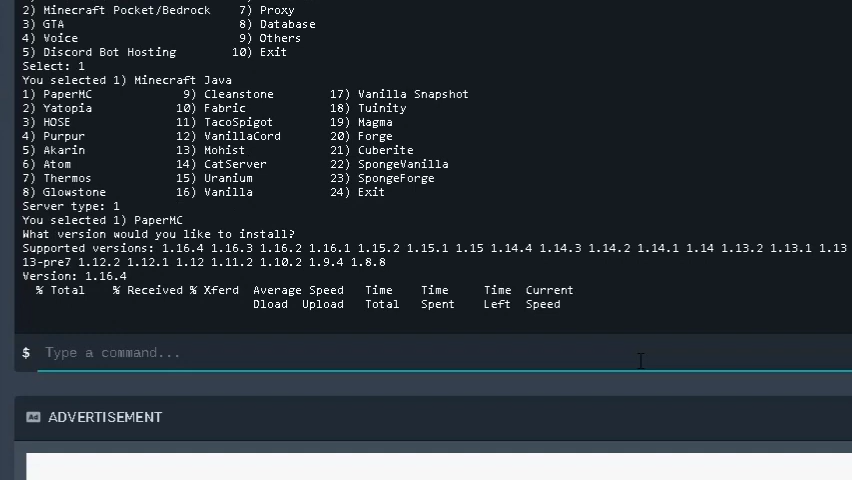 2) Minecraft Pocket/Bedrock 7) Proxy
3) GTA 8) Database
4) Voice 9) Others
5) Discord Bot Hosting 10) Exit
Select: 1
You selected 1) Minecraft Java
1) PaperMC 9) Cleanstone 17) Vanilla Snapshot
2) Yatopia 10) Fabric 18) Tuinity
3) HOSE 11) TacoSpigot 19) Magma
4) Purpur 12) VanillaCord 20) Forge
5) Akarin 13) Mohist 21) Cuberite
6) Atom 14) CatServer 22) SpongeVanilla
7) Thermos 15) Uranium 23) SpongeForge
8) Glowstone 16) Vanilla 24) Exit
Server type: 1
You selected 1) PaperMC
What version would you like to install?
Supported versions: 1.16.4 1.16.3 1.16.2 1.16.1 1.15.2 1.15.1 1.15 1.14.4 1.14.3 1.14.2 1.14.1 1.14 1.13.2 1.13.1 1.13
13-pre7 1.12.2 1.12.1 1.12 1.11.2 1.10.2 1.9.4 1.8.8
Version: 1.16.4
% Total % Received % Xferd Average Speed Time Time Time Current
Dload Upload Total Spent Left Speed
$ Type a command...
Ad ADVERTISEMENT